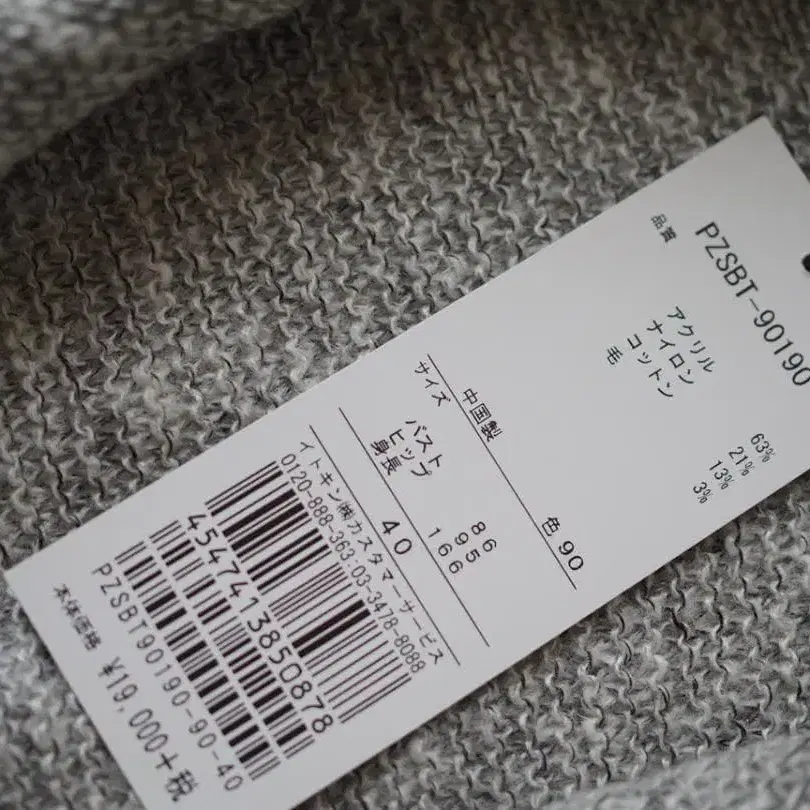 PZSBT-90190
品質
アクリル 63%
ナイロン 21%
コットン 13%
毛 3%
中国製 色 90
サイズ
バスト 86
ヒップ 95
身長 166
40
イトキン㈱カスタマーサービス
0120-888-363:03-3478-8088
4547413850878
PZSBT90190-90-40
本体価格 ¥19,000+税